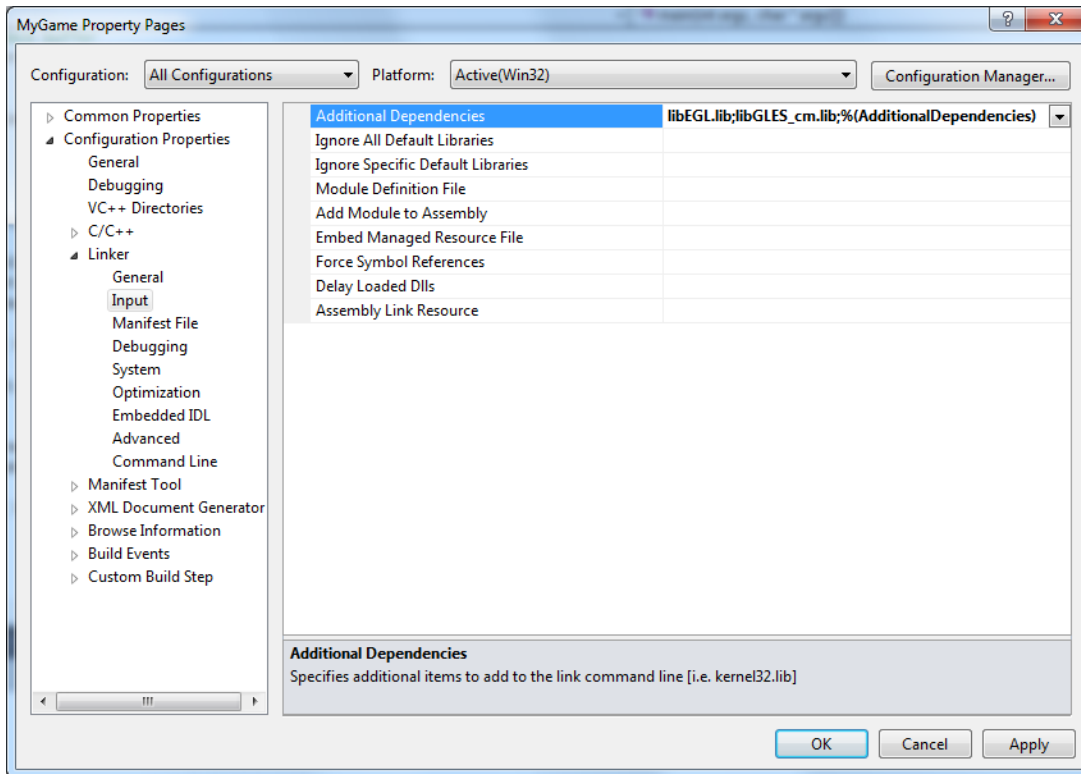 MyGame Property Pages
Configuration: All Configurations Platform: Active(Win32) Configuration Manager...
Common Properties
Configuration Properties
General
Debugging
VC++ Directories
C/C++
Linker
General
Input
Manifest File
Debugging
System
Optimization
Embedded IDL
Advanced
Command Line
Manifest Tool
XML Document Generator
Browse Information
Build Events
Custom Build Step
Additional Dependencies libEGL.lib;libGLES_cm.lib;%(AdditionalDependencies)
Ignore All Default Libraries
Ignore Specific Default Libraries
Module Definition File
Add Module to Assembly
Embed Managed Resource File
Force Symbol References
Delay Loaded Dlls
Assembly Link Resource
Additional Dependencies
Specifies additional items to add to the link command line [i.e. kernel32.lib]
OK Cancel Apply